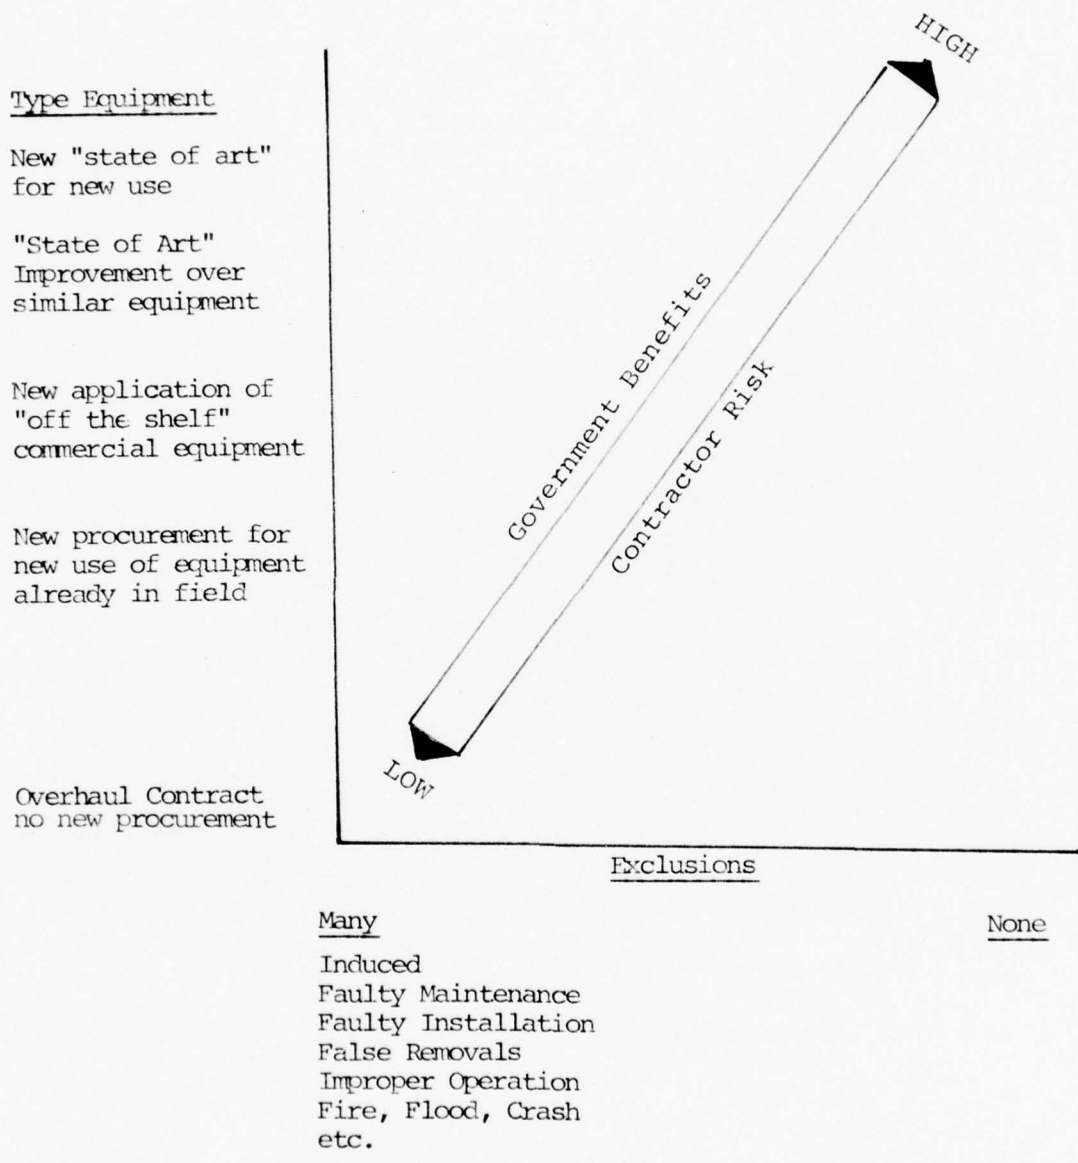 HIGH
Type Equipment
New "state of art"
for new use
"State of Art"
Improvement over
similar equipment
New application of
"off the shelf"
commercial equipment
New procurement for
new use of equipment
already in field
Overhaul Contract
no new procurement
Government Benefits
Contractor Risk
LOW
Exclusions
Many
None
Induced
Faulty Maintenance
Faulty Installation
False Removals
Improper Operation
Fire, Flood, Crash
etc.